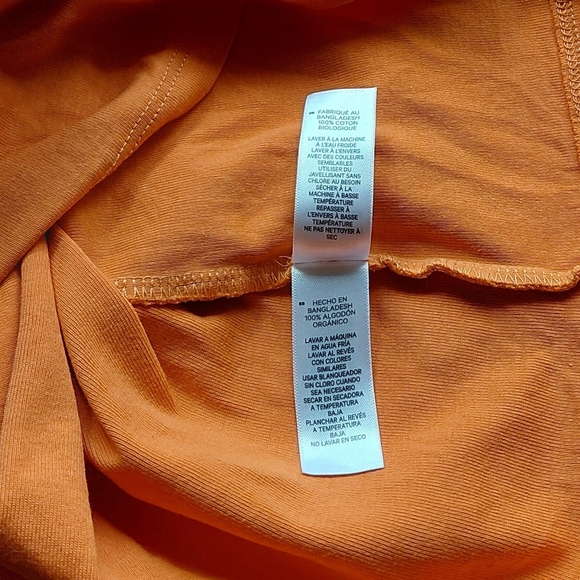 FABRIQUÉ AU
BANGLADESH
100% COTON
BIOLOGIQUE
LAVER À LA MACHINE
À L'EAU FROIDE
LAVER À L'ENVERS
AVEC DES COULEURS
SEMBLABLES
UTILISER DU
JAVELLISANT SANS
CHLORE AU BESOIN
SÉCHER À LA
MACHINE À BASSE
TEMPÉRATURE
REPASSER À
L'ENVERS À BASSE
TEMPÉRATURE
NE PAS NETTOYER À
SEC
HECHO EN
BANGLADESH
100% ALGODÓN
ORGÁNICO
LAVAR A MÁQUINA
EN AGUA FRÍA
LAVAR AL REVÉS
CON COLORES
SIMILARES
USAR BLANQUEADOR
SIN CLORO CUANDO
SEA NECESARIO
SECAR EN SECADORA
A TEMPERATURA
BAJA
PLANCHAR AL REVÉS
A TEMPERATURA
BAJA
NO LAVAR EN SECO